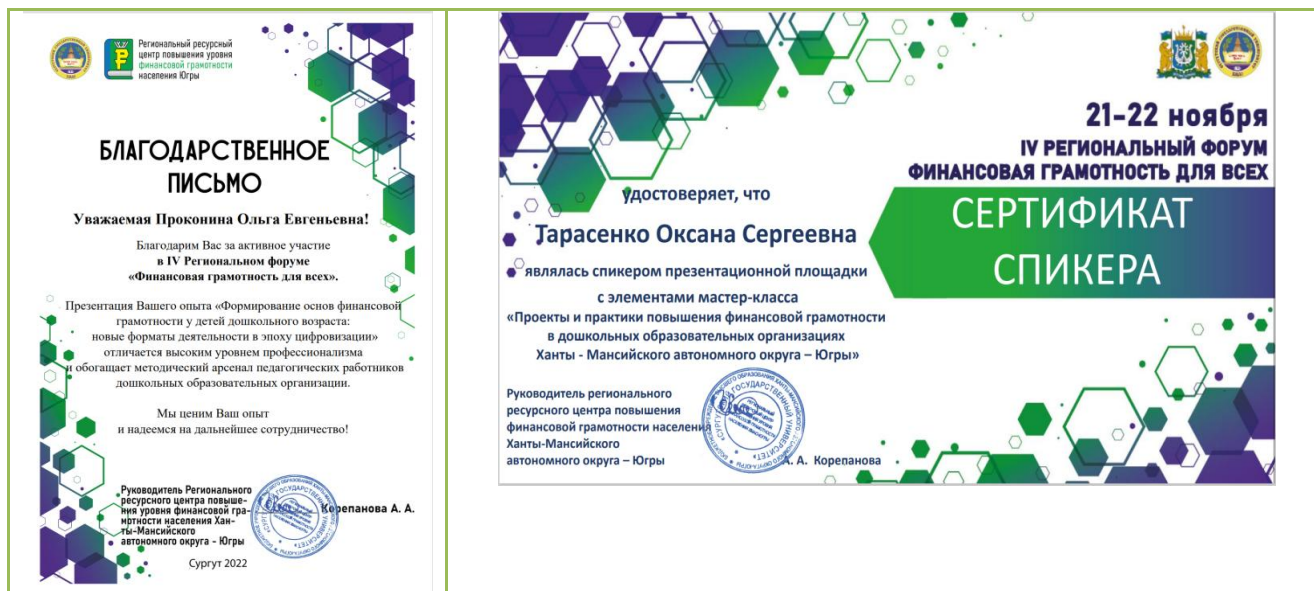 Региональный ресурсный
центр повышения уровня
финансовой грамотности
населения Югры
БЛАГОДАРСТВЕННОЕ
ПИСЬМО
Уважаемая Проконина Ольга Евгеньевна!
Благодарим Вас за активное участие
в IV Региональном форуме
«Финансовая грамотность для всех».
Презентация Вашего опыта «Формирование основ финансовой
грамотности у детей дошкольного возраста:
новые форматы деятельности в эпоху цифровизации»
отличается высоким уровнем профессионализма
и обогащает методический арсенал педагогических работников
дошкольных образовательных организации.
Мы ценим Ваш опыт
и надеемся на дальнейшее сотрудничество!
Руководитель Регионального
ресурсного центра повыше-
ния уровня финансовой гра-
мотности населения Хан-
ты-Мансийского
автономного округа - Югры
Корепанова А. А.
Сургут 2022
21-22 ноября
IV РЕГИОНАЛЬНЫЙ ФОРУМ
ФИНАНСОВАЯ ГРАМОТНОСТЬ ДЛЯ ВСЕХ
СЕРТИФИКАТ
СПИКЕРА
удостоверяет, что
Тарасенко Оксана Сергеевна
являлась спикером презентационной площадки
с элементами мастер-класса
«Проекты и практики повышения финансовой грамотности
в дошкольных образовательных организациях
Ханты - Мансийского автономного округа – Югры»
Руководитель регионального
ресурсного центра повышения
финансовой грамотности населения
Ханты-Мансийского
автономного округа – Югры
А. А. Корепанова